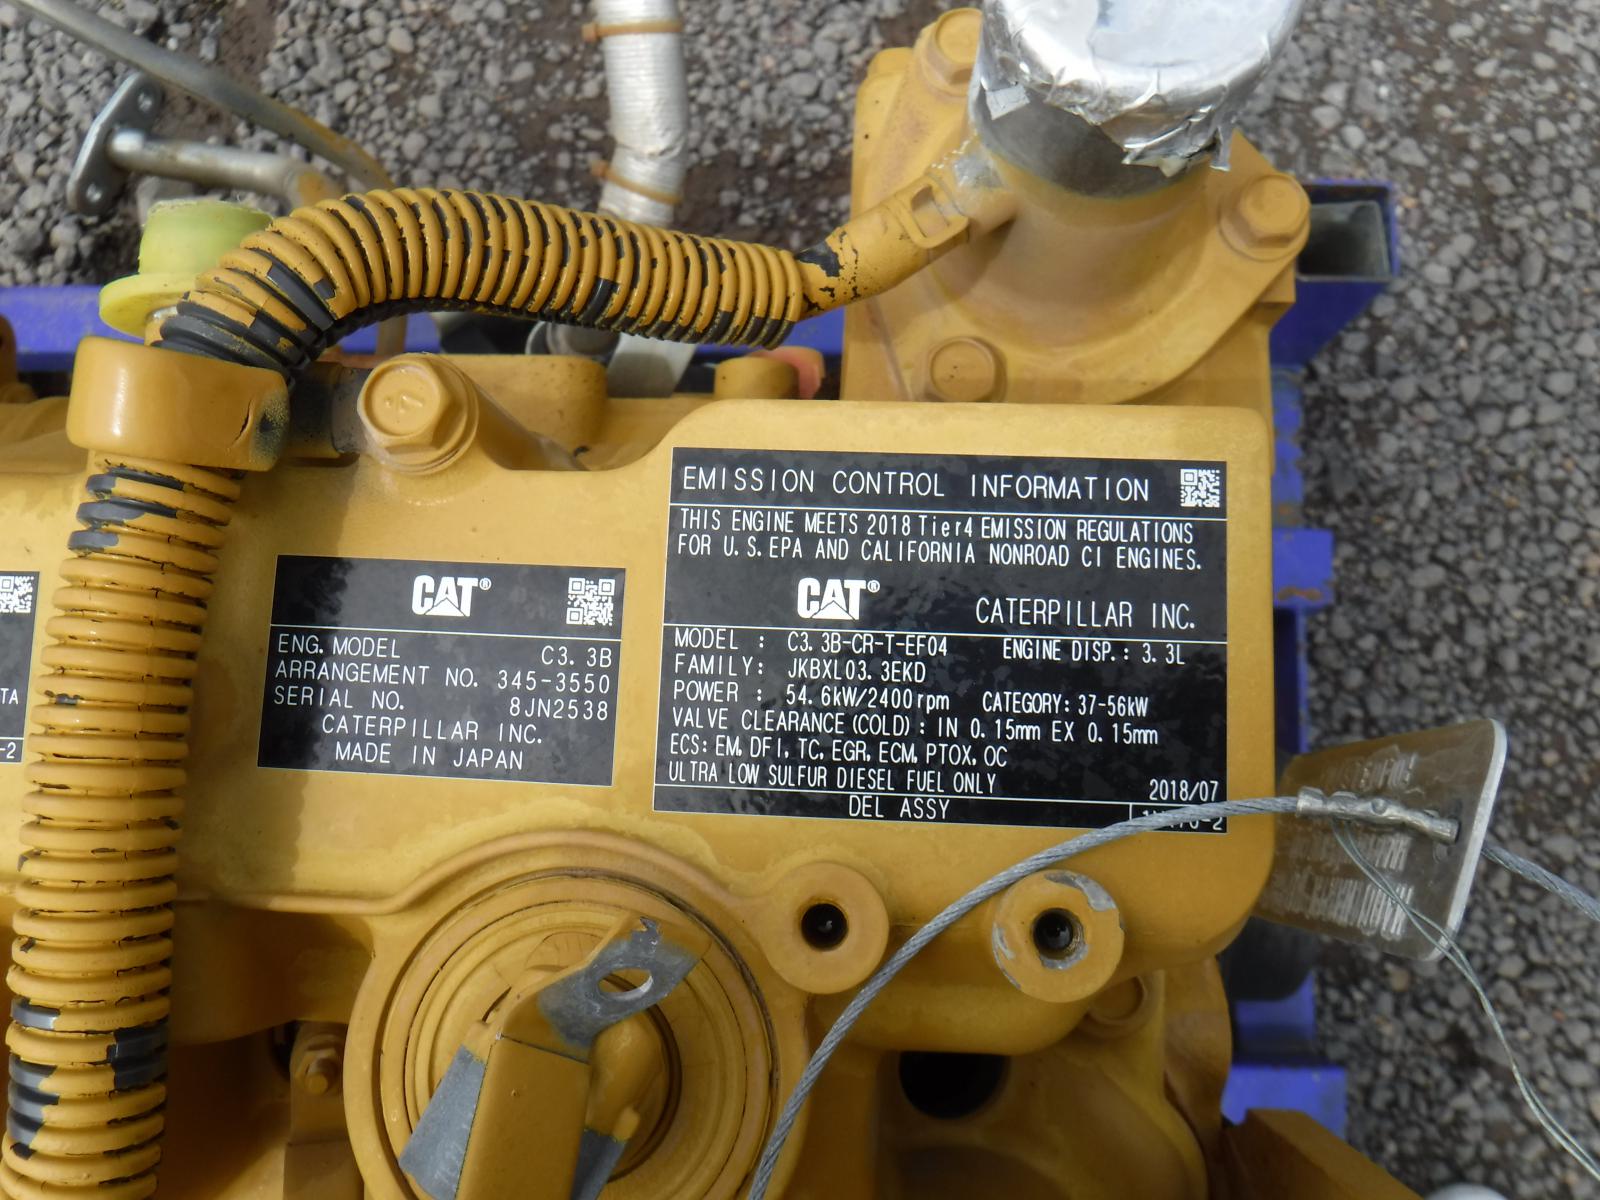 EMISSION CONTROL INFORMATION
THIS ENGINE MEETS 2018 Tier4 EMISSION REGULATIONS
FOR U.S.EPA AND CALIFORNIA NONROAD CI ENGINES.
CAT®
CATERPILLAR INC.
MODEL : C3.3B-CR-T-EF04 ENGINE DISP.: 3.3L
FAMILY: JKBXL03.3EKD
POWER : 54.6kW/2400rpm CATEGORY: 37-56kW
VALVE CLEARANCE(COLD): IN 0.15mm EX 0.15mm
ECS: EM, DFI, TC, EGR, ECM, PTOX, OC
ULTRA LOW SULFUR DIESEL FUEL ONLY 2018/07
DEL ASSY
CAT®
ENG. MODEL C3.3B
ARRANGEMENT NO. 345-3550
SERIAL NO. 8JN2538
CATERPILLAR INC.
MADE IN JAPAN
TA
-2